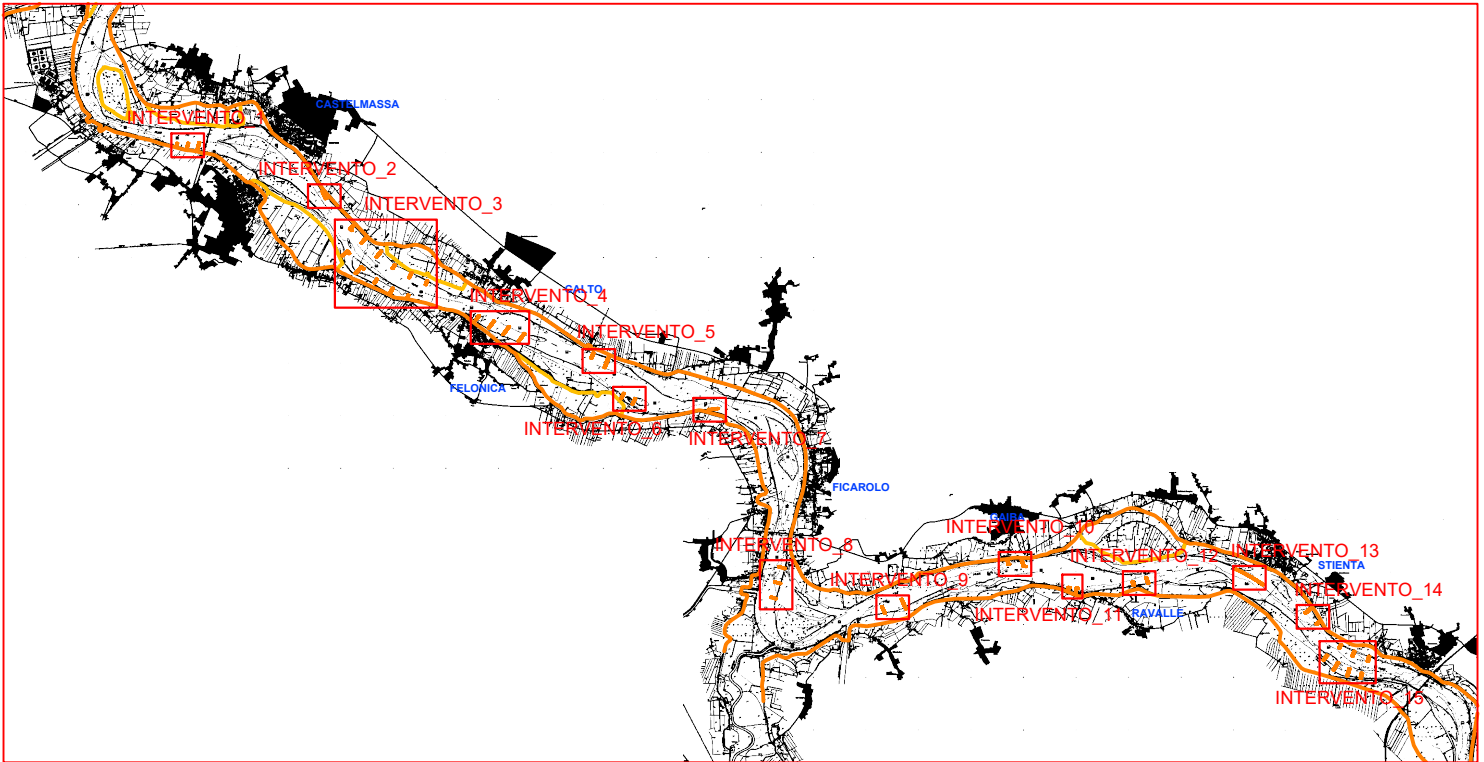 CASTELMASSA
INTERVENTO_1
INTERVENTO_2
INTERVENTO_3
CALTO
INTERVENTO_4
INTERVENTO_5
FELONICA
INTERVENTO_6
INTERVENTO_7
FICAROLO
GAIBA
INTERVENTO_10
INTERVENTO_8
INTERVENTO_12
INTERVENTO_13
STIENTA
INTERVENTO_9
INTERVENTO_14
INTERVENTO_11
RAVALLE
INTERVENTO_15